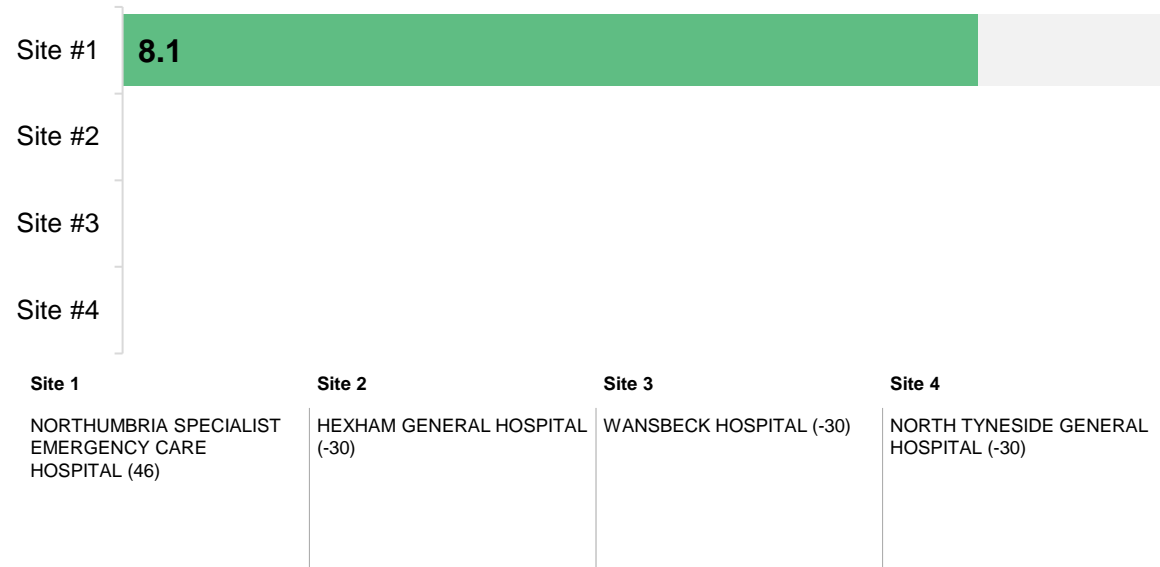 Site #1
8.1
Site #2
Site #3
Site #4
Site 1
Site 2
Site 3
Site 4
NORTHUMBRIA SPECIALIST
EMERGENCY CARE
HOSPITAL (46)
HEXHAM GENERAL HOSPITAL
(-30)
WANSBECK HOSPITAL (-30)
NORTH TYNESIDE GENERAL
HOSPITAL (-30)